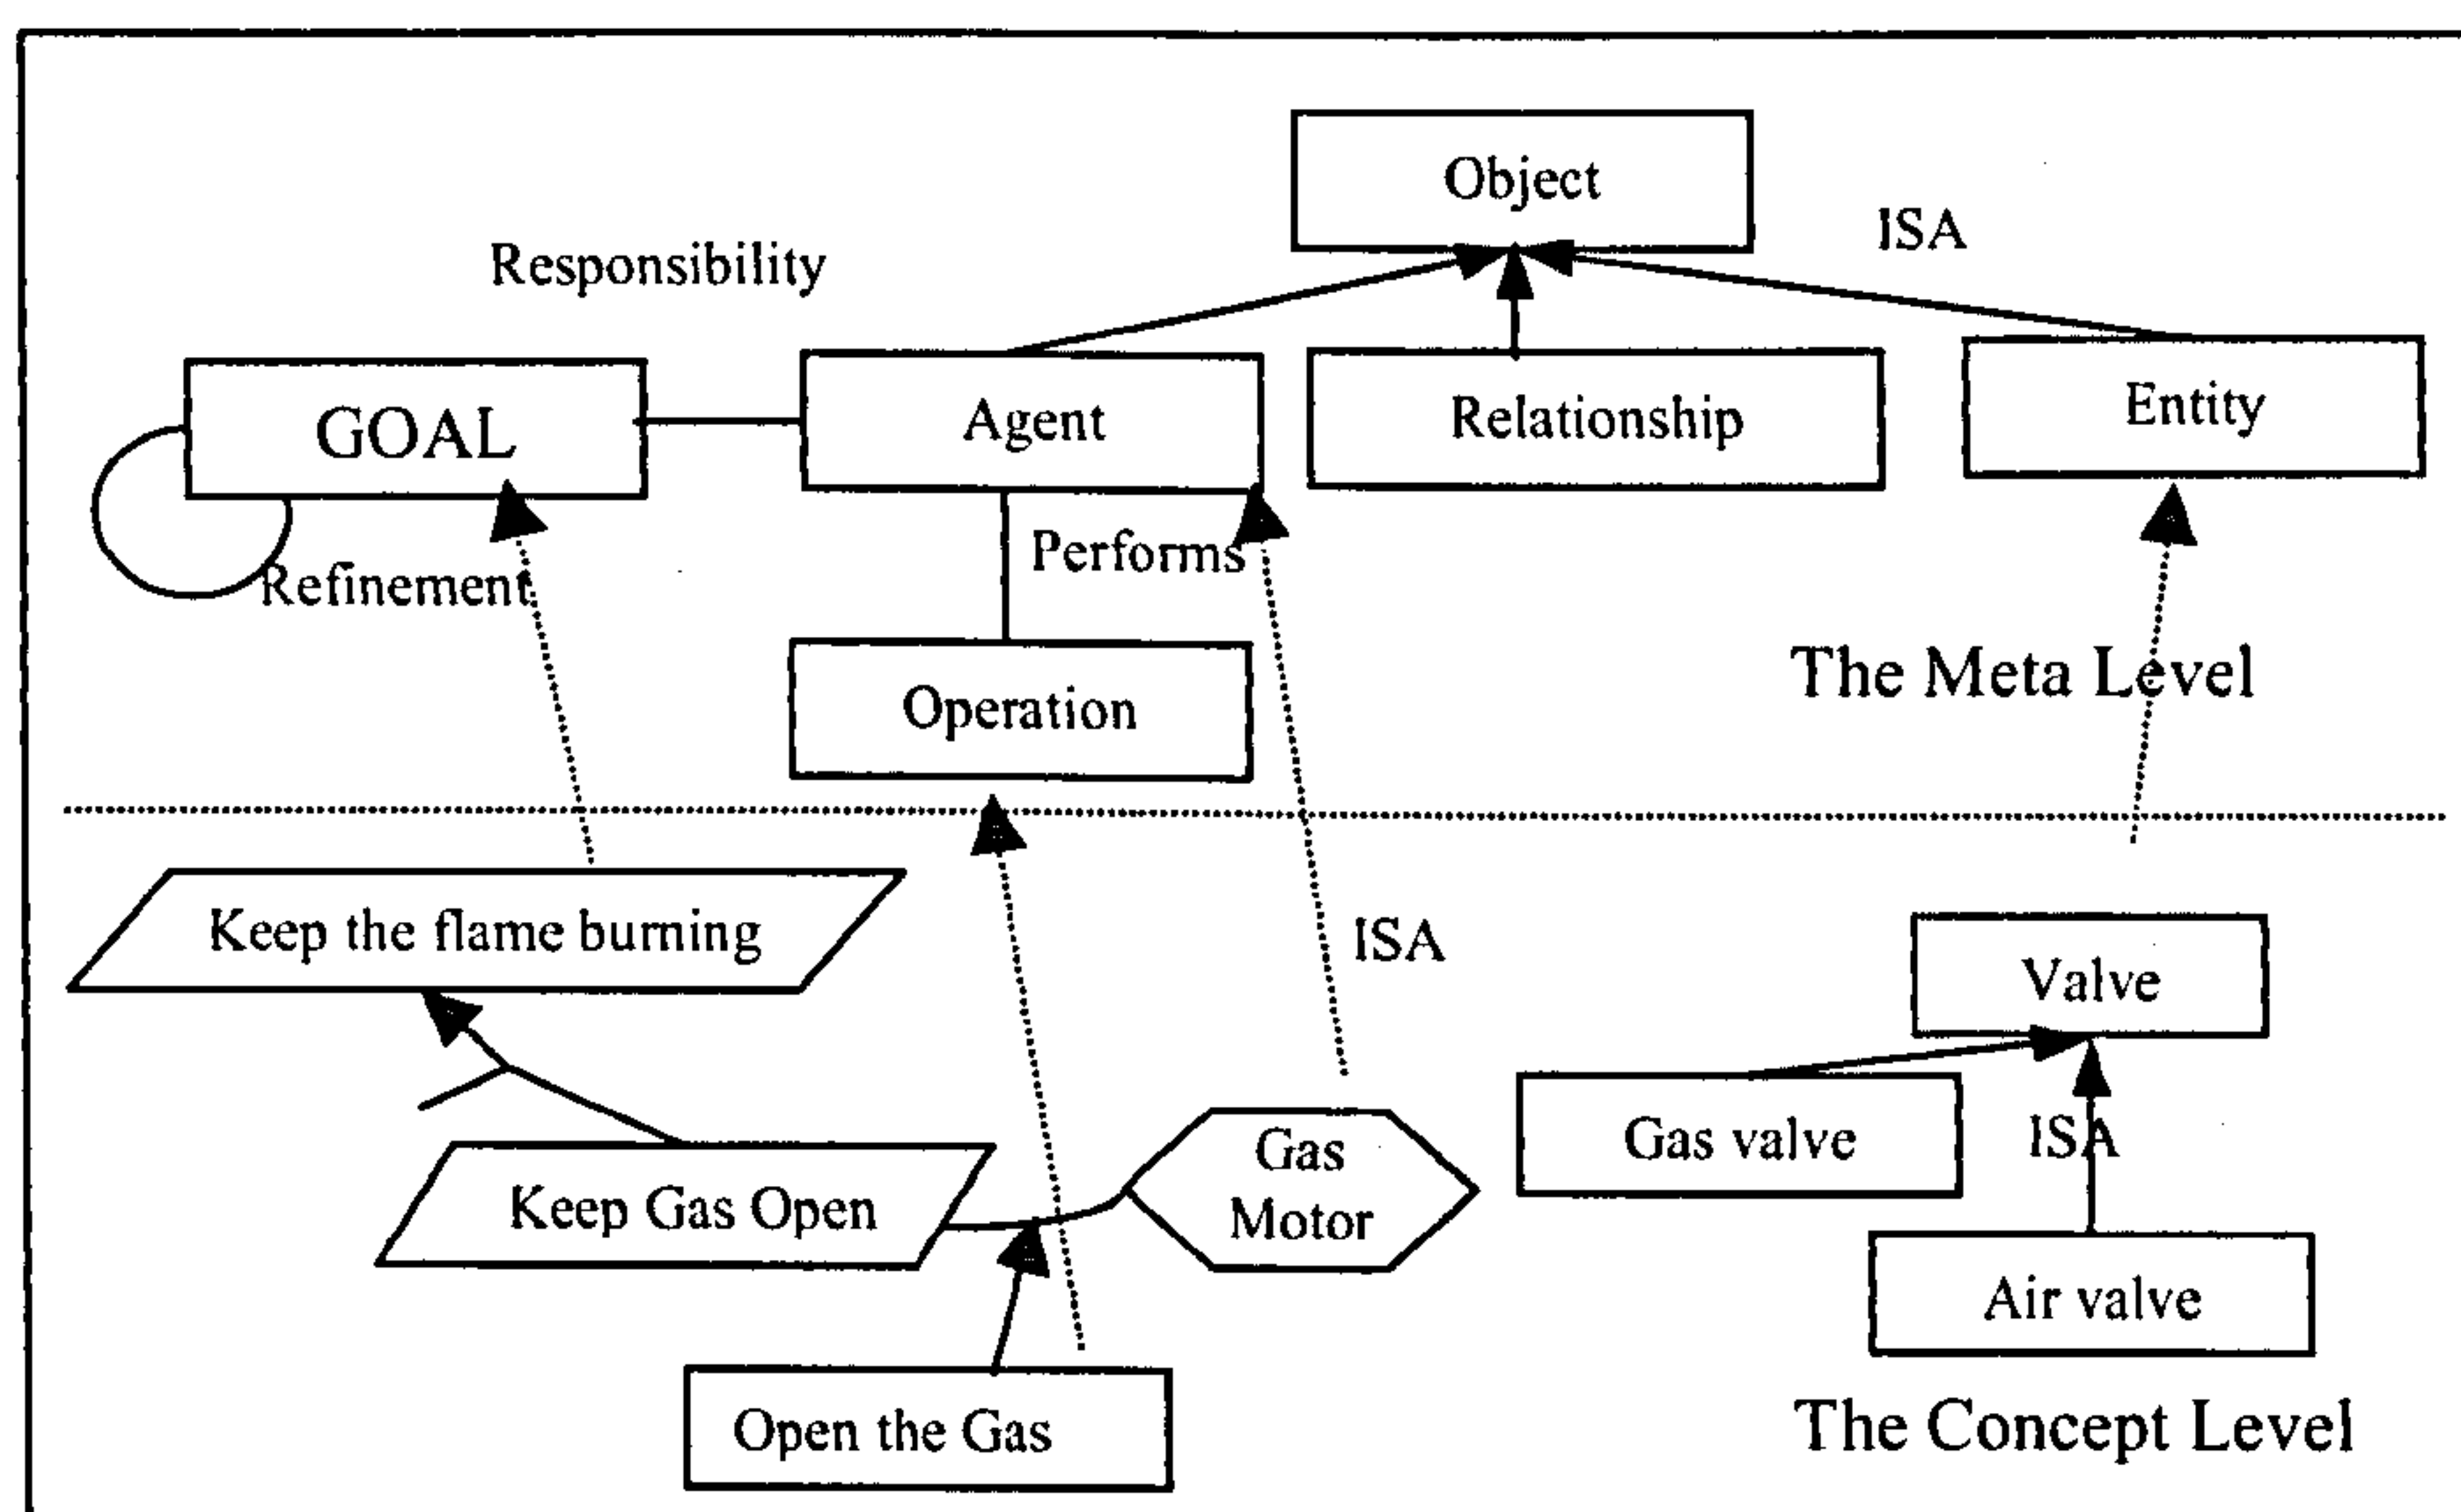 Object
ISA
Responsibility
GOAL
Agent
Relationship
Entity
Performs
Refinement
The Meta Level
Operation
Keep the flame burning
ISA
Valve
Gas valve
ISA
Gas
Motor
Keep Gas Open
Air valve
Open the Gas
The Concept Level